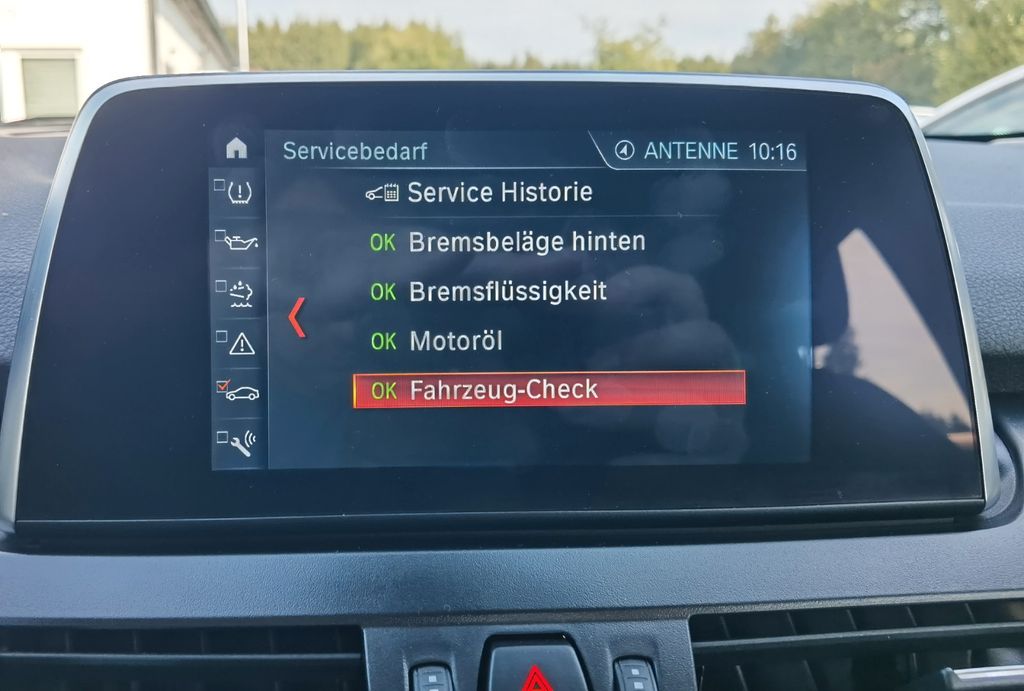 Servicebedarf
ANTENNE 10:16
Service Historie
OK Bremsbeläge hinten
OK Bremsflüssigkeit
OK Motoröl
OK Fahrzeug-Check